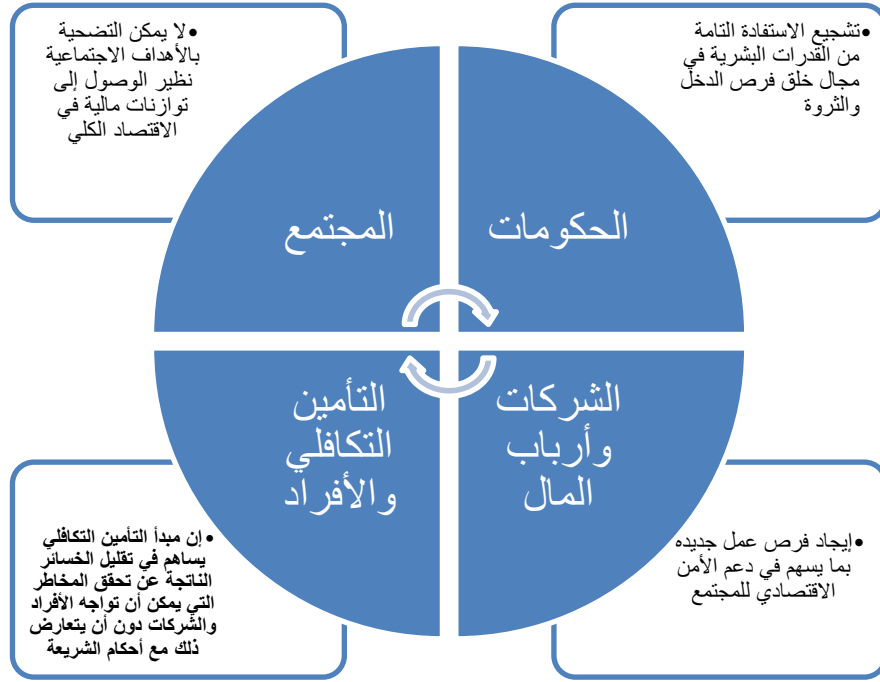 •تشجيع الاستفادة التامة
من القدرات البشرية في
مجال خلق فرص الدخل
والثروة
•لا يمكن التضحية
بالأهداف الاجتماعية
نظير الوصول إلى
توازنات مالية في
الاقتصاد الكلي
الحكومات
المجتمع
الشركات
وأرباب
المال
التأمين
التكافلي
والأفراد
•إيجاد فرص عمل جديده
بما يسهم في دعم الأمن
الاقتصادي للمجتمع
•إن مبدأ التأمين التكافلي
يساهم في تقليل الخسائر
الناتجة عن تحقق المخاطر
التي يمكن أن تواجه الأفراد
والشركات دون أن يتعارض
ذلك مع أحكام الشريعة